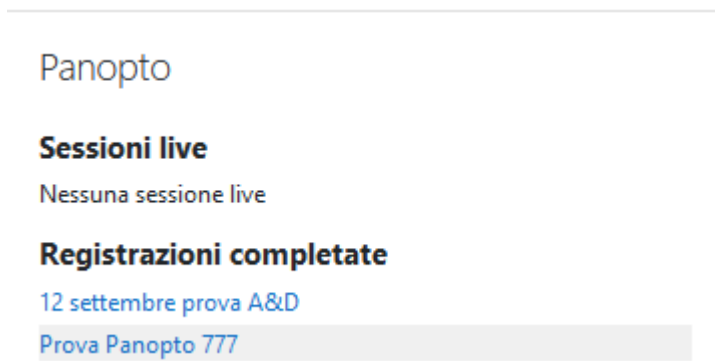 Panopto
Sessioni live
Nessuna sessione live
Registrazioni completate
12 settembre prova A&D
Prova Panopto 777